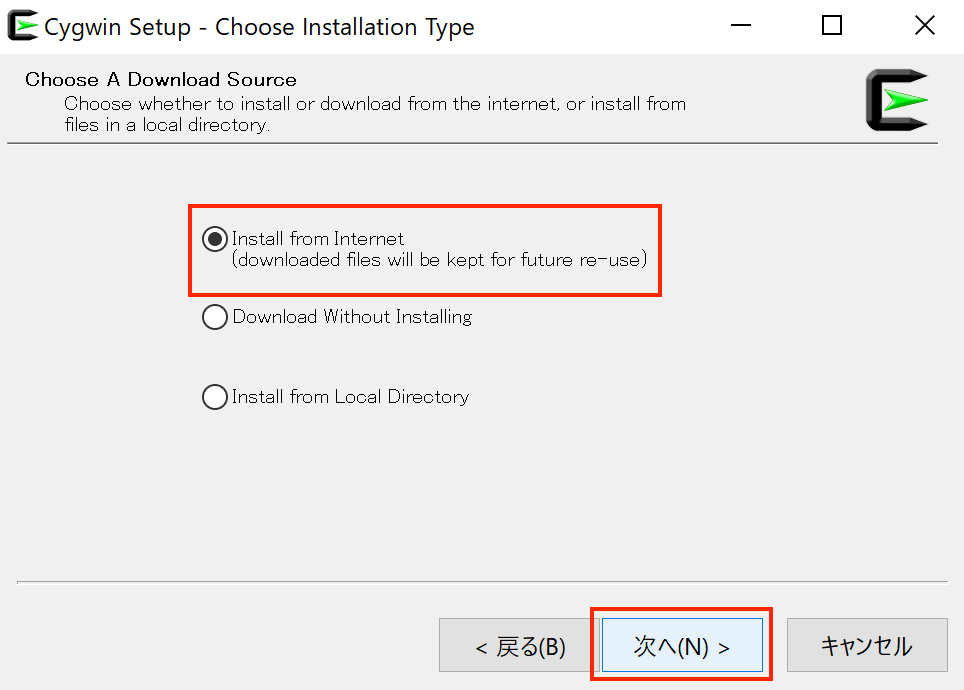 Cygwin Setup - Choose Installation Type
Choose A Download Source
Choose whether to install or download from the internet, or install from
files in a local directory.
Install from Internet
(downloaded files will be kept for future re-use)
Download Without Installing
Install from Local Directory
< 戻る(B)
次へ(N) >
キャンセル